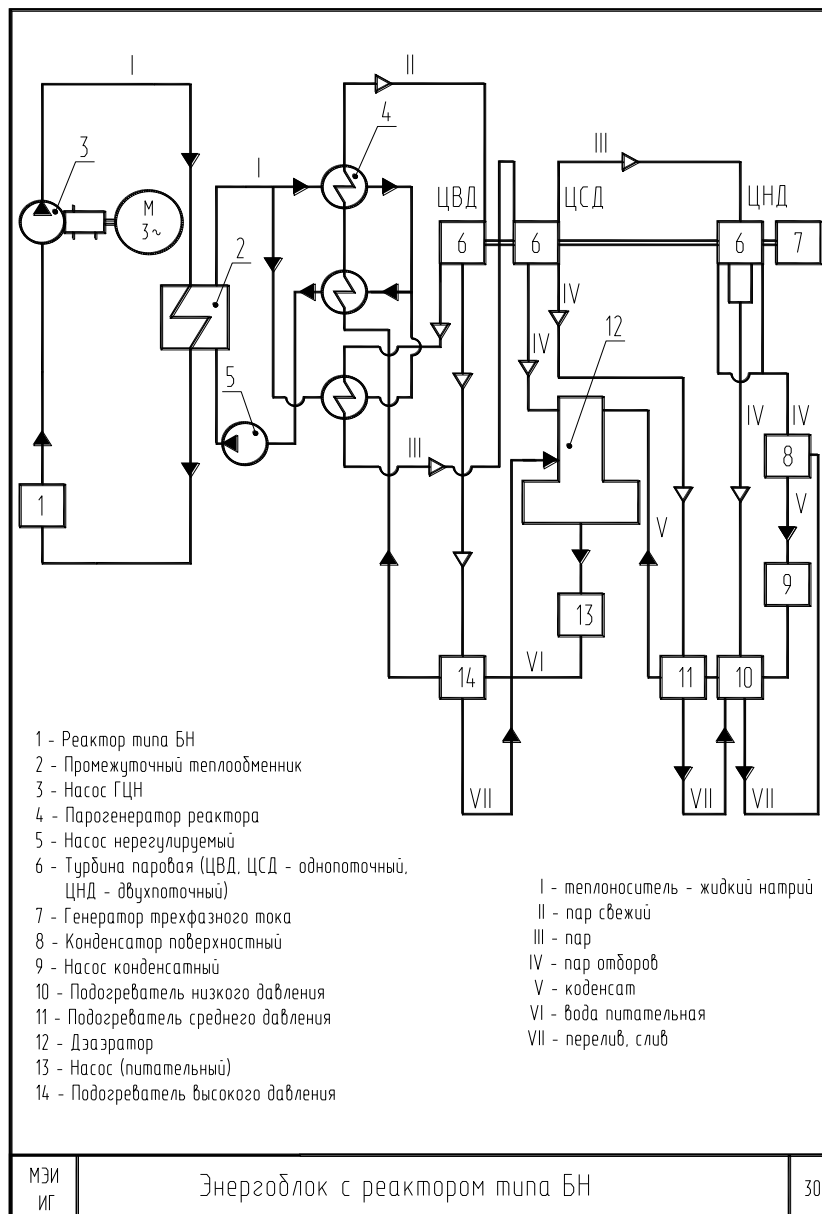 I
II
4
3
I
III
ЦВД
ЦСД
ЦНД
М
3~
6
6
6
7
2
IV
12
IV
5
IV
IV
III
8
1
V
V
9
13
VI
14
11
10
VII
VII
VII
1 - Реактор типа БН
2 - Промежуточный теплообменник
3 - Насос ГЦН
4 - Парогенератор реактора
5 - Насос нерегулируемый
6 - Турбина паровая (ЦВД, ЦСД - однопоточный,
ЦНД - двухпоточный)
7 - Генератор трехфазного тока
8 - Конденсатор поверхностный
9 - Насос конденсатный
10 - Подогреватель низкого давления
11 - Подогреватель среднего давления
12 - Дэаэратор
13 - Насос (питательный)
14 - Подогреватель высокого давления
I - теплоноситель - жидкий натрий
II - пар свежий
III - пар
IV - пар отборов
V - коденсат
VI - вода питательная
VII - перелив, слив
МЭИ
ИГ
Энергоблок с реактором типа БН
30